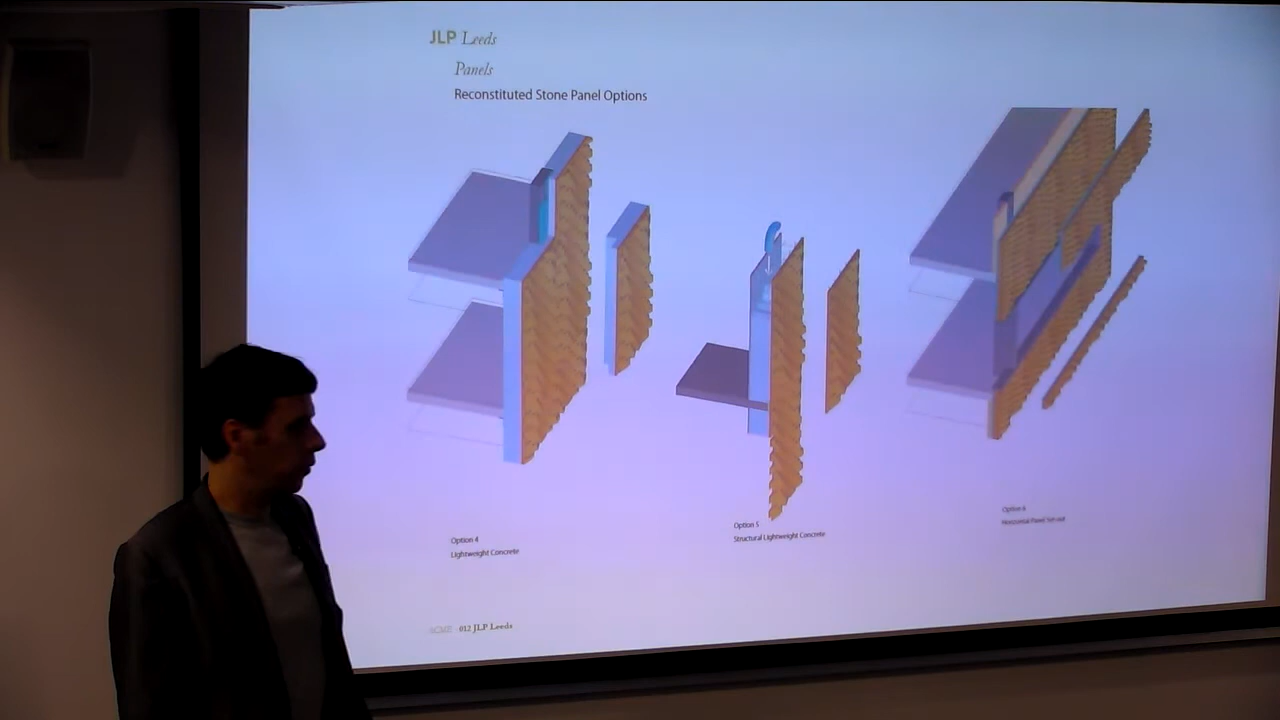 JLP Leeds
Panels
Reconstituted Stone Panel Options
Option 4
Lightweight Concrete
Option 5
Structural Lightweight Concrete
Option 6
Horizontal Panel Set-out
ACME 012 JLP Leeds